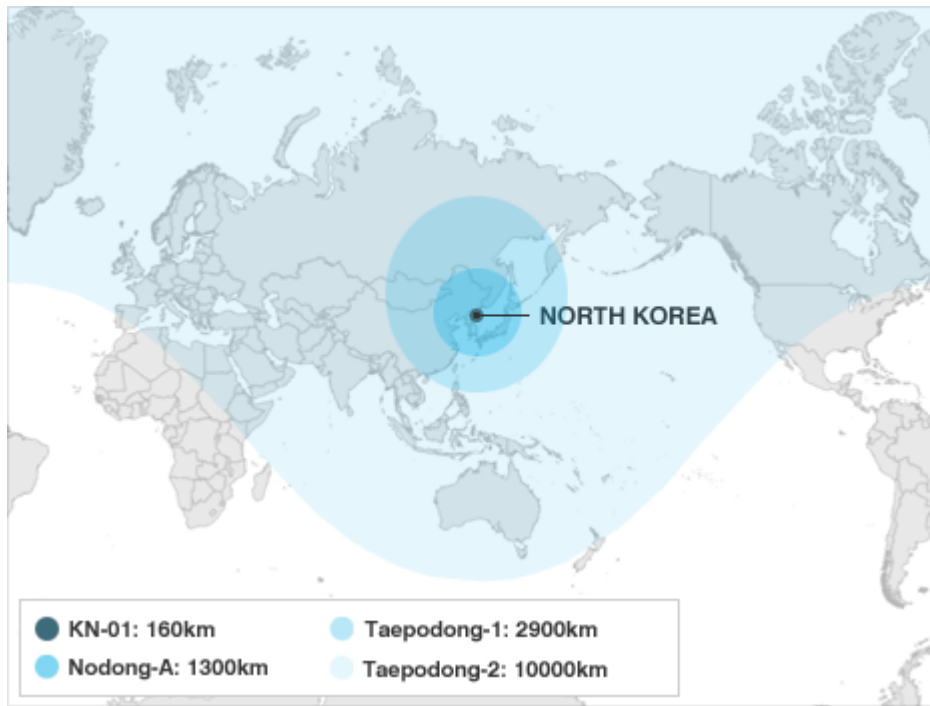 NORTH KOREA
KN-01: 160km
Taepodong-1: 2900km
Nodong-A: 1300km
Taepodong-2: 10000km